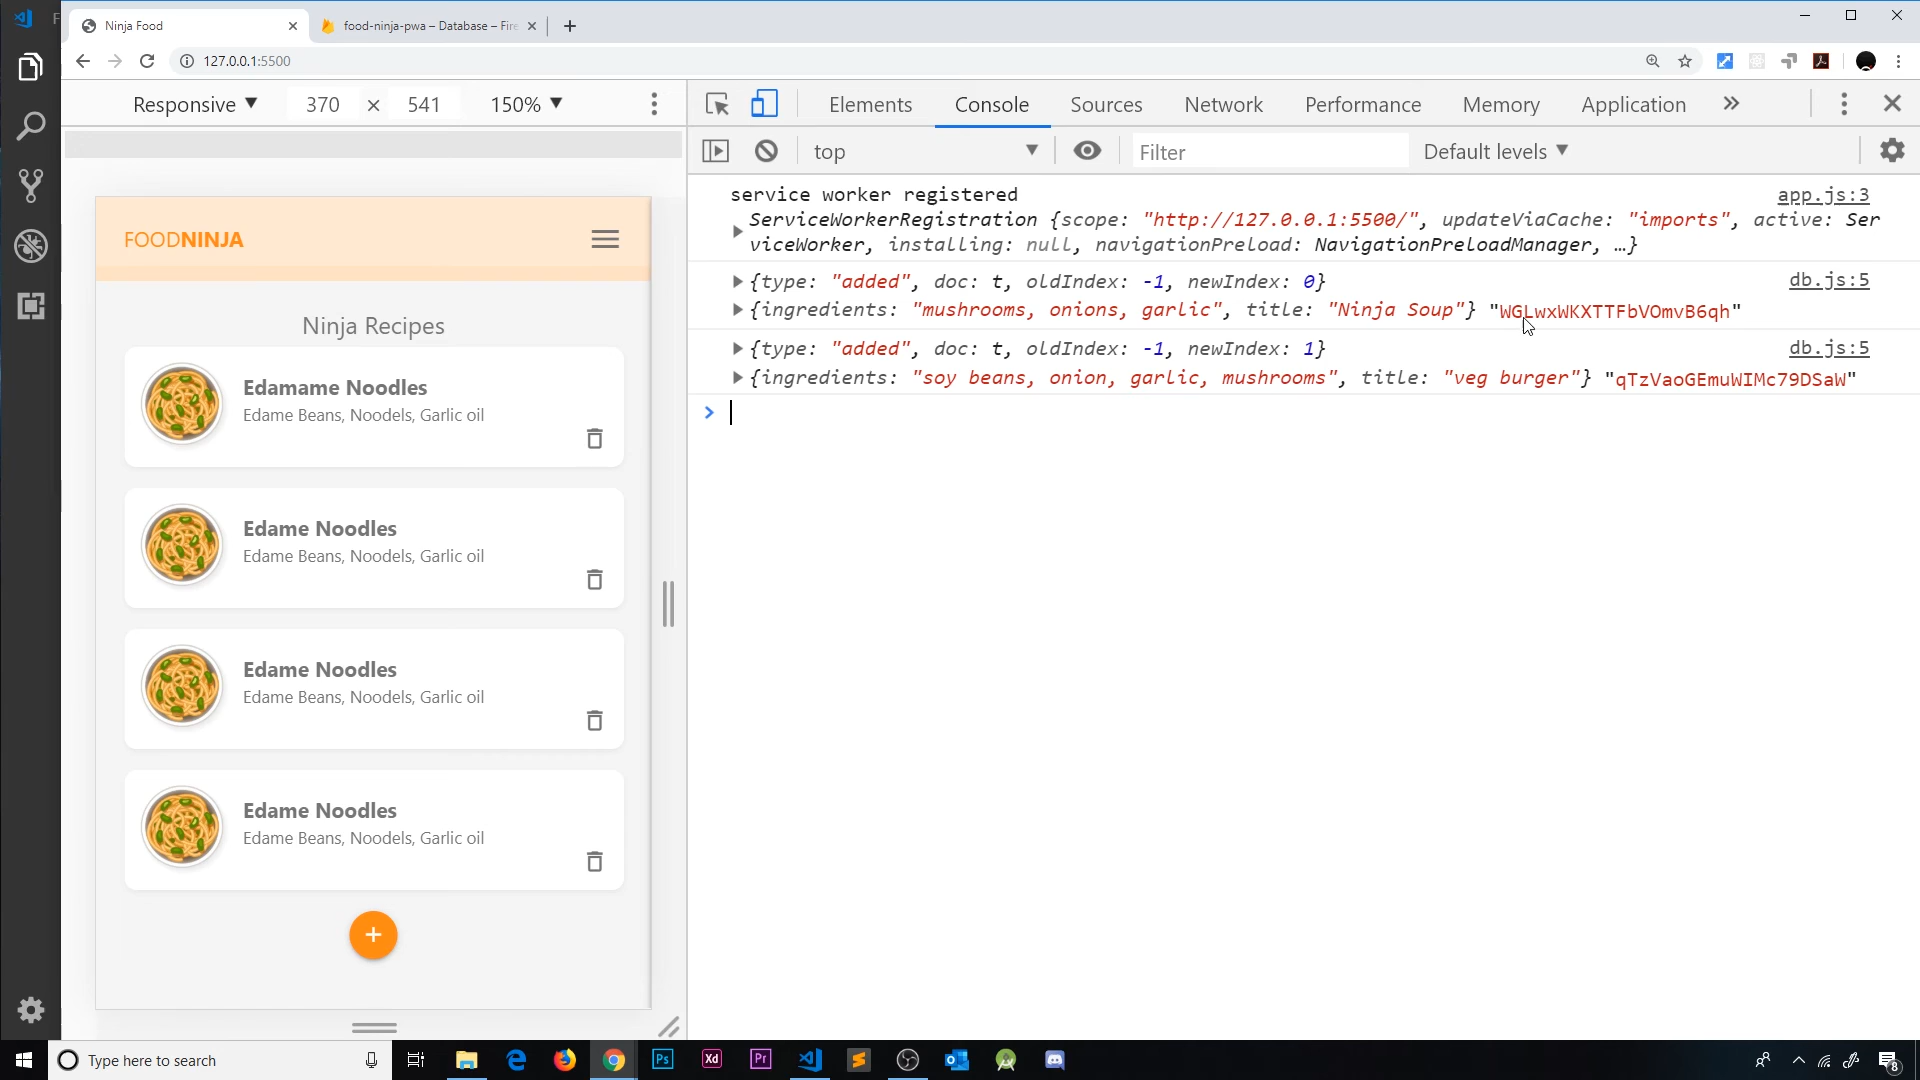 Ninja Food
food-ninja-pwa – Database – Fire
127.0.0.1:5500
Responsive ▼ 370 × 541 150% ▼
Elements Console Sources Network Performance Memory Application »
top ▼ Filter Default levels ▼
service worker registered app.js:3
ServiceWorkerRegistration {scope: "http://127.0.0.1:5500/", updateViaCache: "imports", active: Ser
viceWorker, installing: null, navigationPreload: NavigationPreloadManager, …}
{type: "added", doc: t, oldIndex: -1, newIndex: 0} db.js:5
{ingredients: "mushrooms, onions, garlic", title: "Ninja Soup"} "WGLwxWKXTTFbVOmvB6qh"
{type: "added", doc: t, oldIndex: -1, newIndex: 1} db.js:5
{ingredients: "soy beans, onion, garlic, mushrooms", title: "veg burger"} "qTzVaoGEmuWIMc79DSaW"
FOODNINJA
Ninja Recipes
Edamame Noodles
Edame Beans, Noodels, Garlic oil
Edame Noodles
Edame Beans, Noodels, Garlic oil
Edame Noodles
Edame Beans, Noodels, Garlic oil
Edame Noodles
Edame Beans, Noodels, Garlic oil
+
Type here to search
Ps
Xd
Pr
8